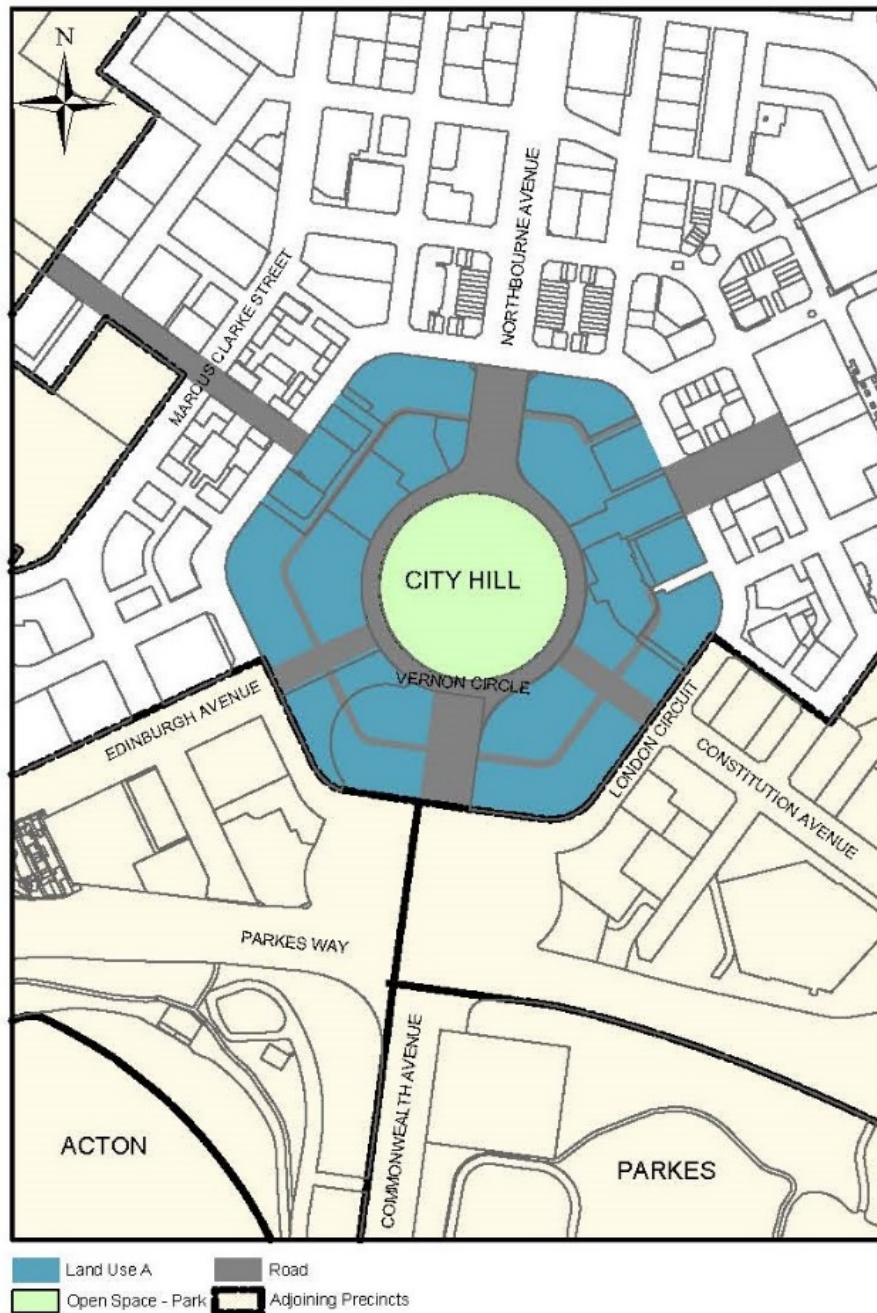 N
NORTHBOURNE AVENUE
MARCUS CLARKE STREET
CITY HILL
VERNON CIRCLE
EDINBURGH AVENUE
LONDON CIRCUIT
CONSTITUTION AVENUE
PARKES WAY
COMMONWEALTH AVENUE
ACTON
PARKES
Land Use A
Road
Open Space - Park
Adjoining Precincts